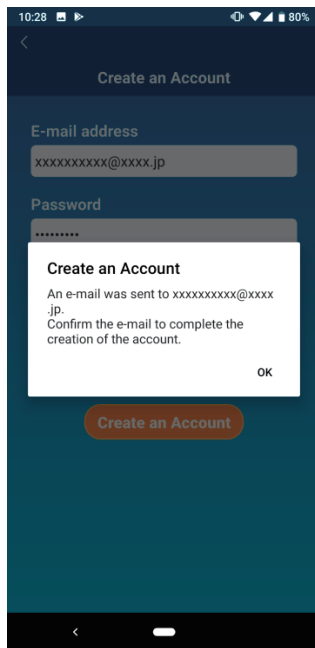 10:28 80%
Create an Account
E-mail address
xxxxxxxxxx@xxxx.jp
Password
•••••••••
Create an Account
An e-mail was sent to xxxxxxxxxx@xxxx
.jp.
Confirm the e-mail to complete the
creation of the account.
OK
Create an Account